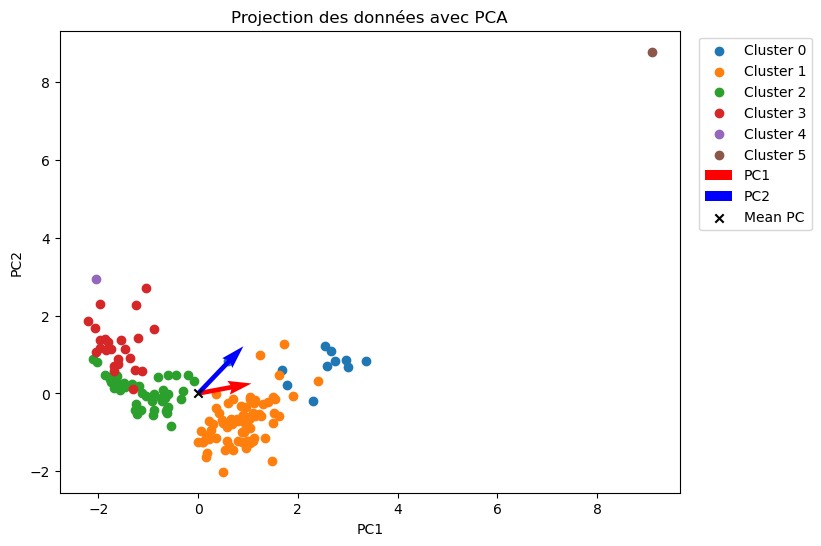 Projection des données avec PCA
Cluster 0
Cluster 1
Cluster 2
Cluster 3
Cluster 4
Cluster 5
PC1
PC2
Mean PC
PC2
8
6
4
2
0
−2
−2 0 2 4 6 8
PC1